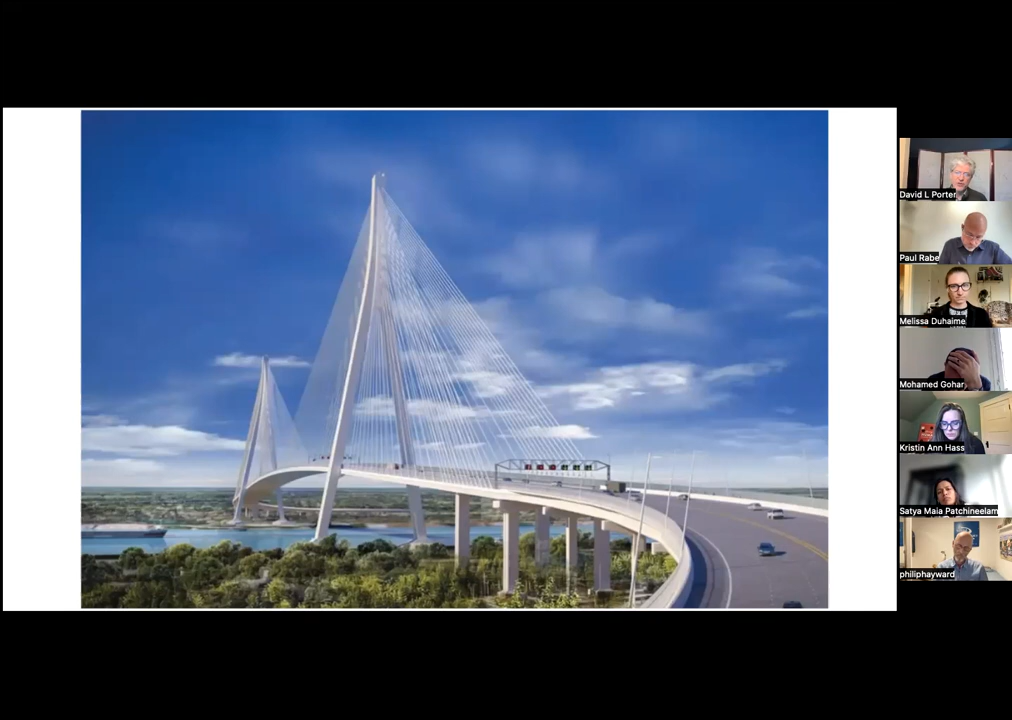 David L Porter
Paul Rabe
Melissa Duhaime
Mohamed Gohar
Kristin Ann Hass
Satya Maia Patchineelam
philiphayward